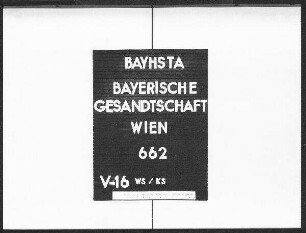 BAYHSTA
BAYERISCHE
GESANDTSCHAFT
WIEN
662
V-16 WS / KS